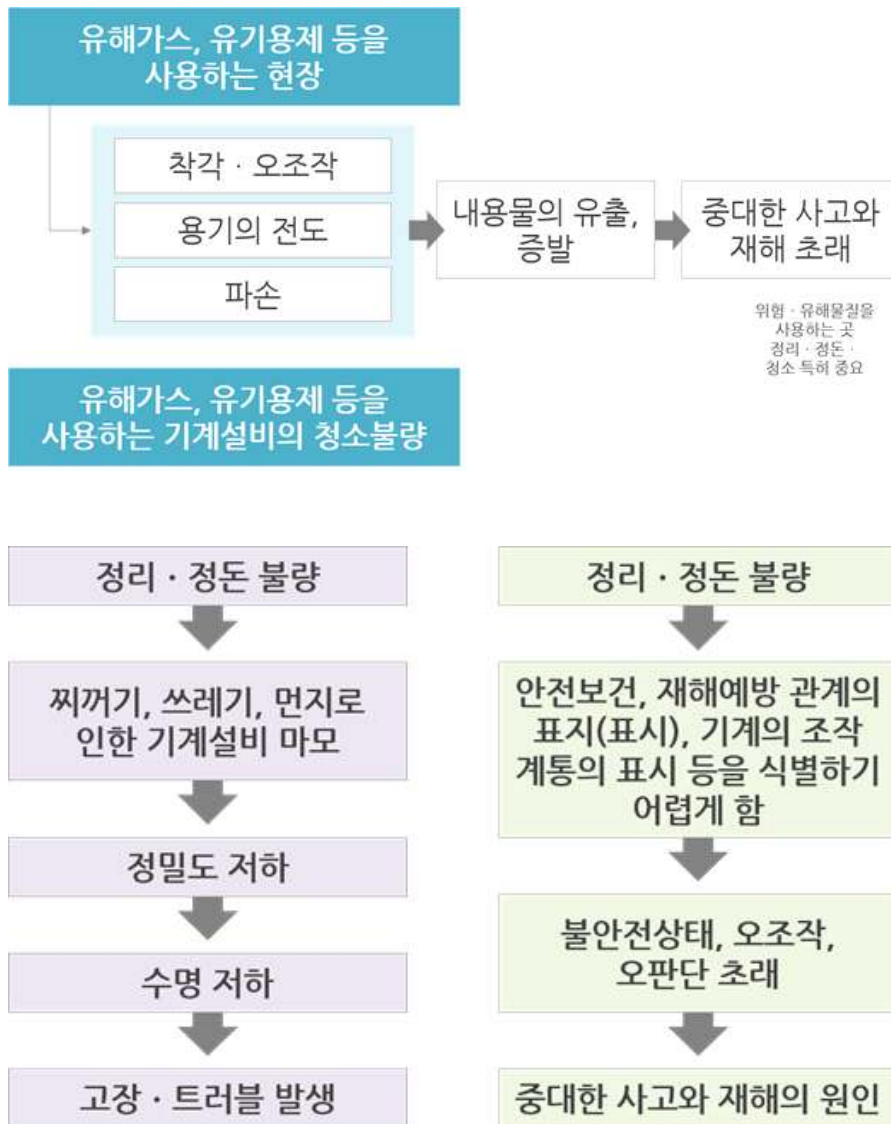 유해가스, 유기용제 등을
사용하는 현장
착각 · 오조작
용기의 전도
파손
내용물의 유출,
증발
중대한 사고와
재해 초래
위험 · 유해물질을
사용하는 곳
정리 · 정돈 ·
청소 특히 중요
유해가스, 유기용제 등을
사용하는 기계설비의 청소불량
정리 · 정돈 불량
찌꺼기, 쓰레기, 먼지로
인한 기계설비 마모
정밀도 저하
수명 저하
고장 · 트러블 발생
정리 · 정돈 불량
안전보건, 재해예방 관계의
표지(표시), 기계의 조작
계통의 표시 등을 식별하기
어렵게 함
불안전상태, 오조작,
오판단 초래
중대한 사고와 재해의 원인